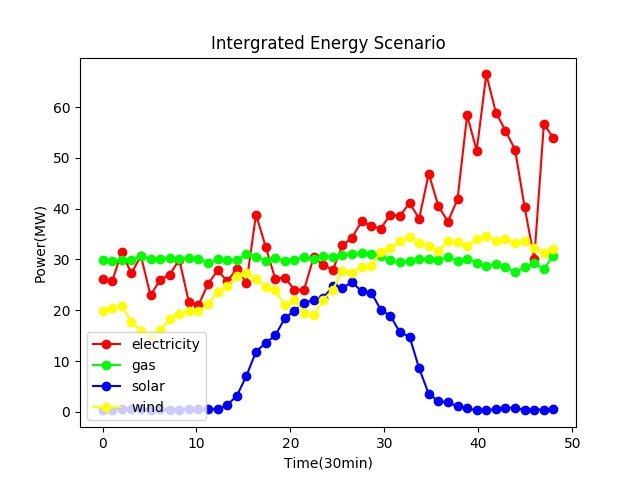 Intergrated Energy Scenario
Power(MW)
60
50
40
30
20
10
0
electricity
gas
solar
wind
0 10 20 30 40 50
Time(30min)